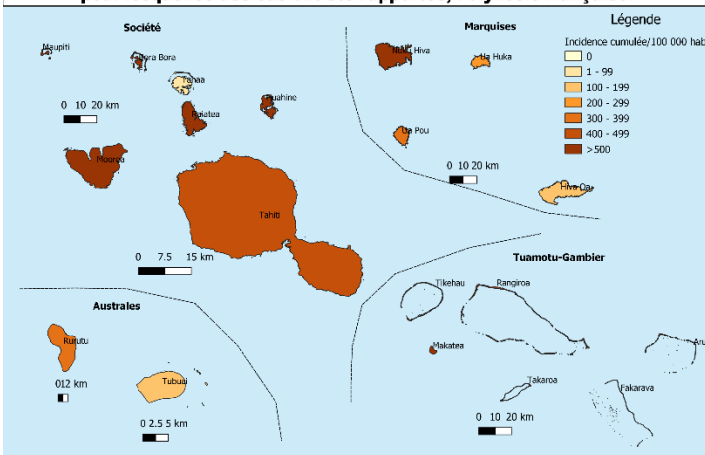 Société
Maupiti
Bora Bora
Tahaa
Raiatea
Huahine
0 10 20 km
Moorea
Tahiti
0 7.5 15 km
Marquises
Nuku Hiva
Ua Huka
Ua Pou
0 10 20 km
Hiva Oa
Légende
Incidence cumulée/100 000 hab
0
1 - 99
100 - 199
200 - 299
300 - 399
400 - 499
>500
Australes
Rurutu
012 km
Tubuai
0 2.5 5 km
Tuamotu-Gambier
Tikehau
Rangiroa
Makatea
Takaroa
Aru
Fakarava
0 10 20 km